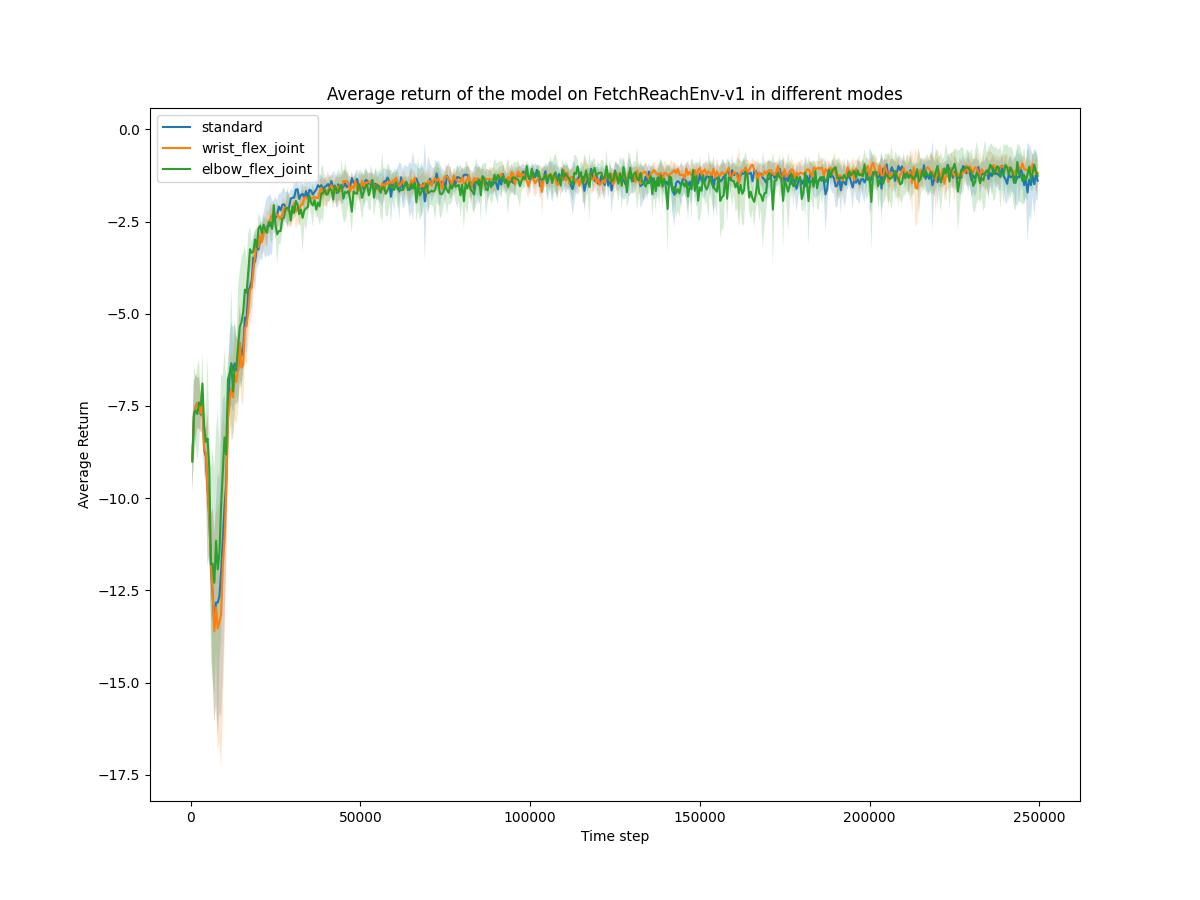 Average return of the model on FetchReachEnv-v1 in different modes
standard
wrist_flex_joint
elbow_flex_joint
0.0
−2.5
−5.0
−7.5
−10.0
−12.5
−15.0
−17.5
Average Return
0 50000 100000 150000 200000 250000
Time step